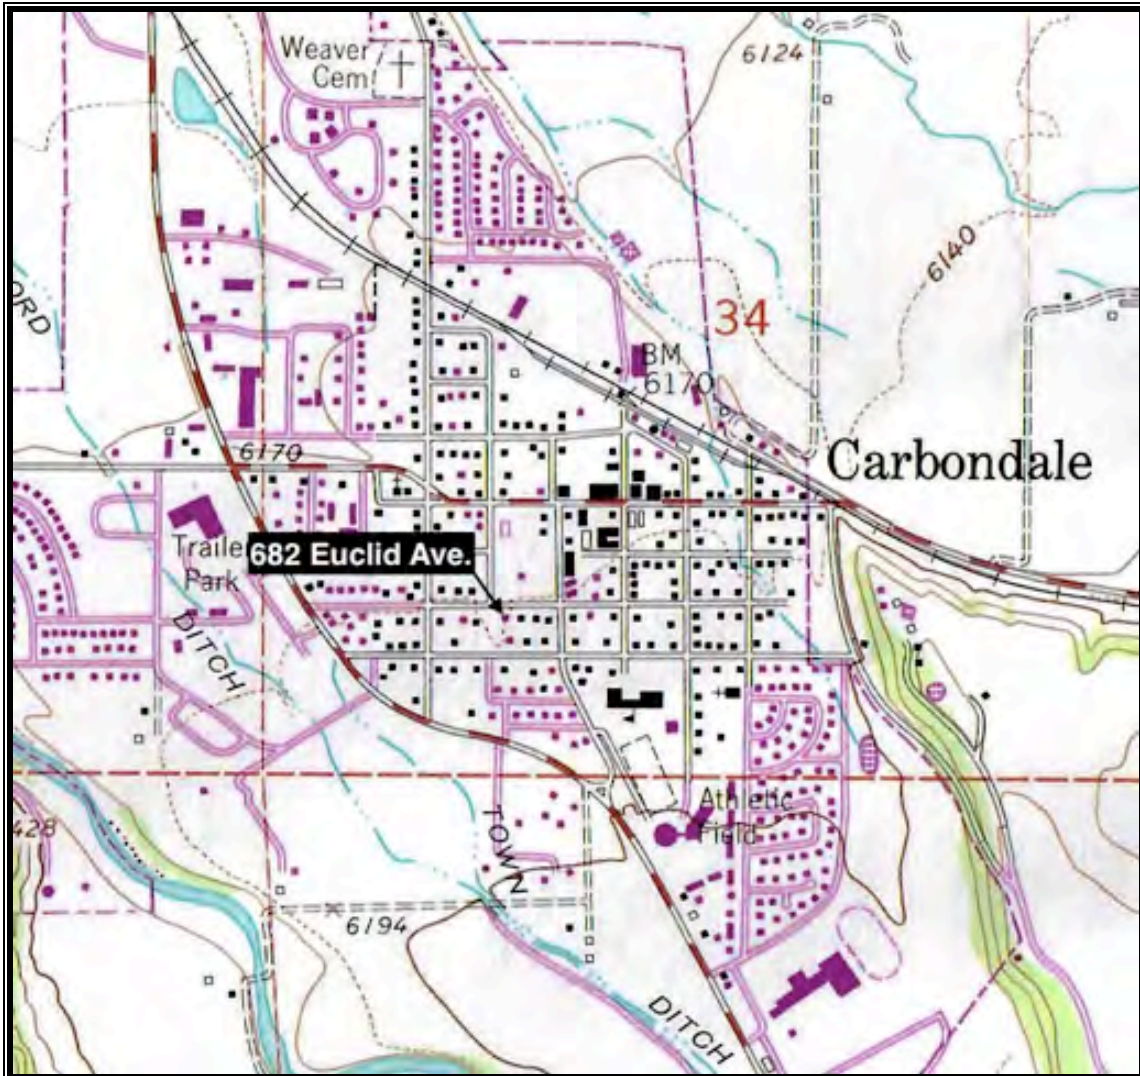 Weaver
Cem
6124
ORD
6140
34
BM
6170
Carbondale
6170
Traile
Park
682 Euclid Ave.
DITCH
Athletic
Field
428
TOWN
6194
DITCH